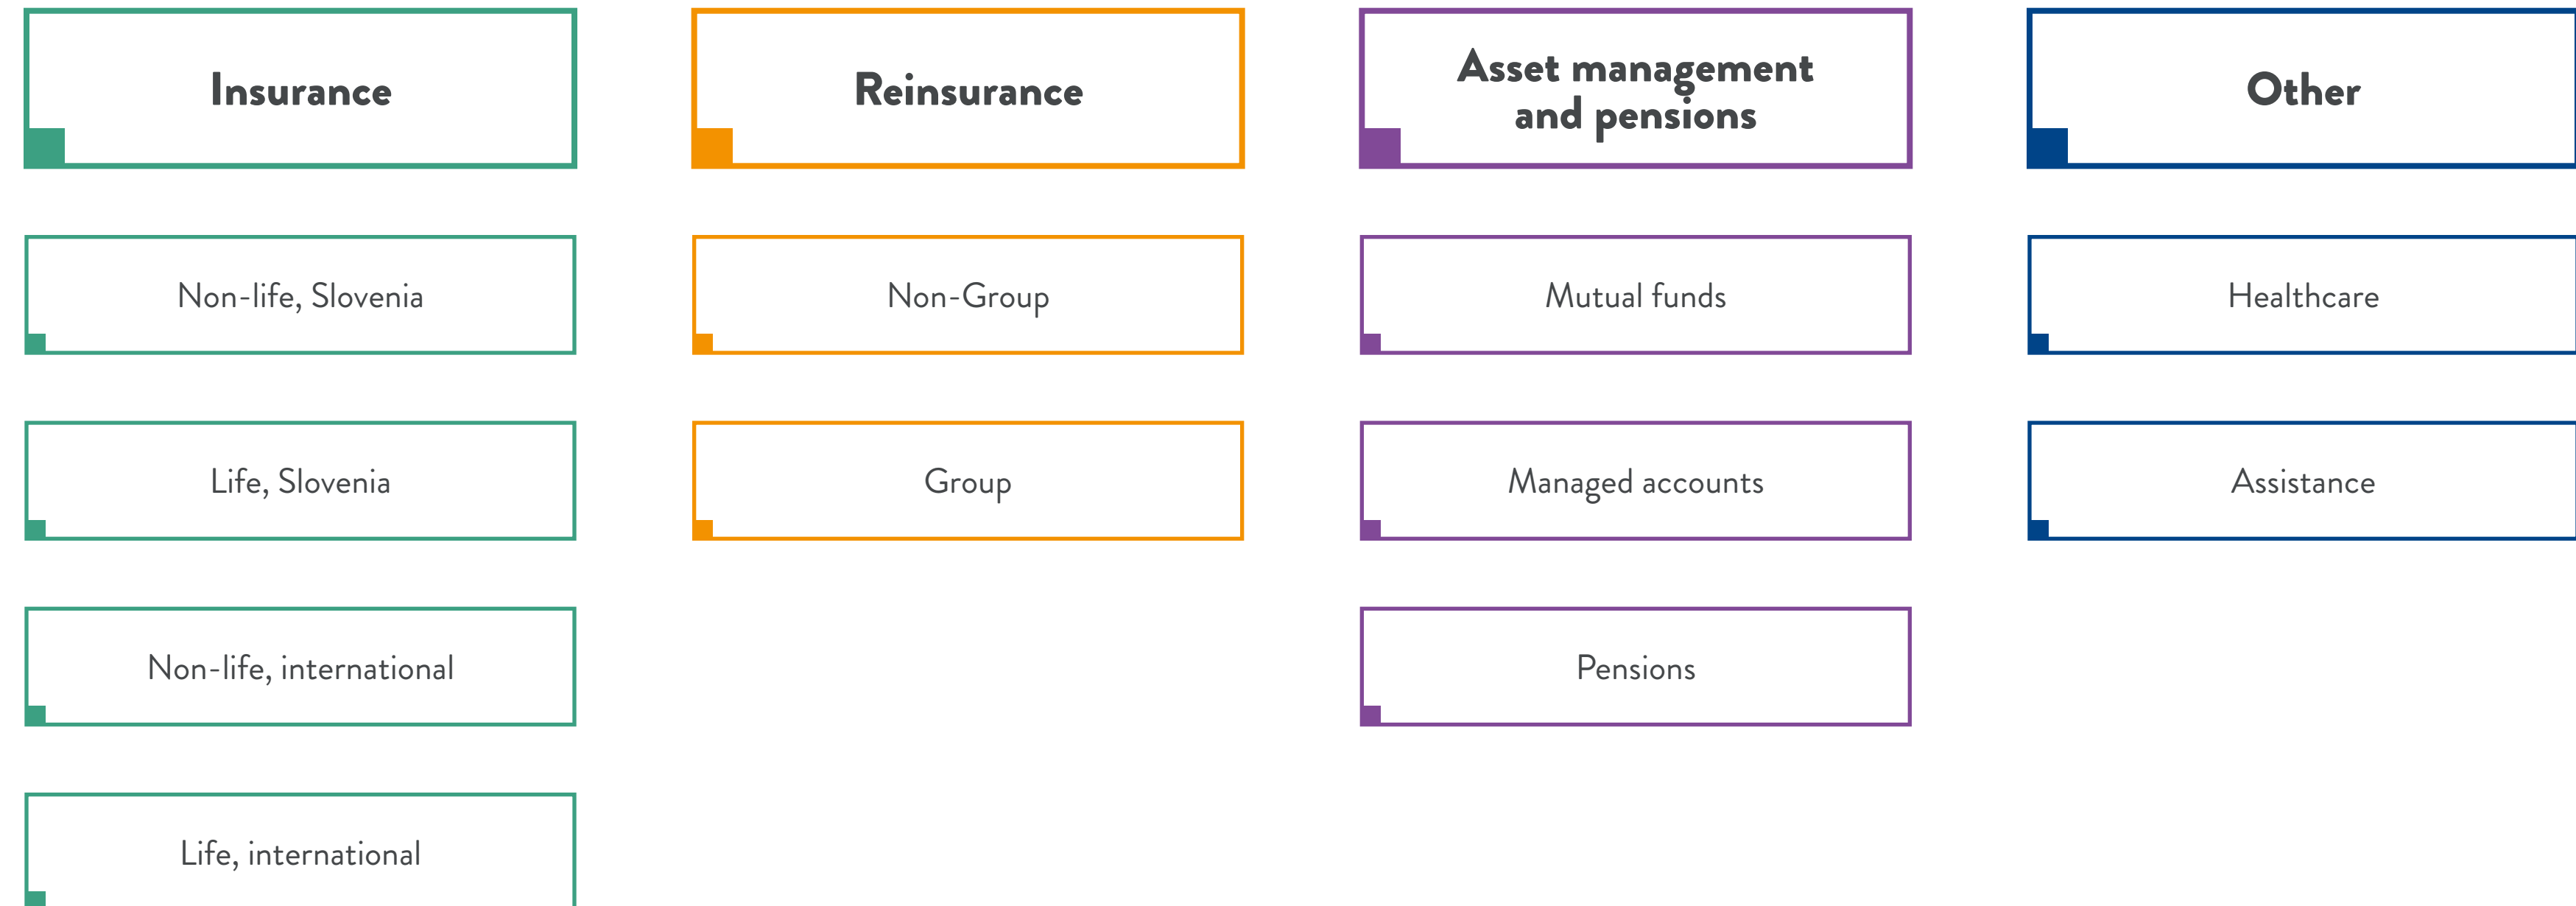 Insurance
Non-life, Slovenia
Life, Slovenia
Non-life, international
Life, international
Reinsurance
Non-Group
Group
Asset management
and pensions
Mutual funds
Managed accounts
Pensions
Other
Healthcare
Assistance